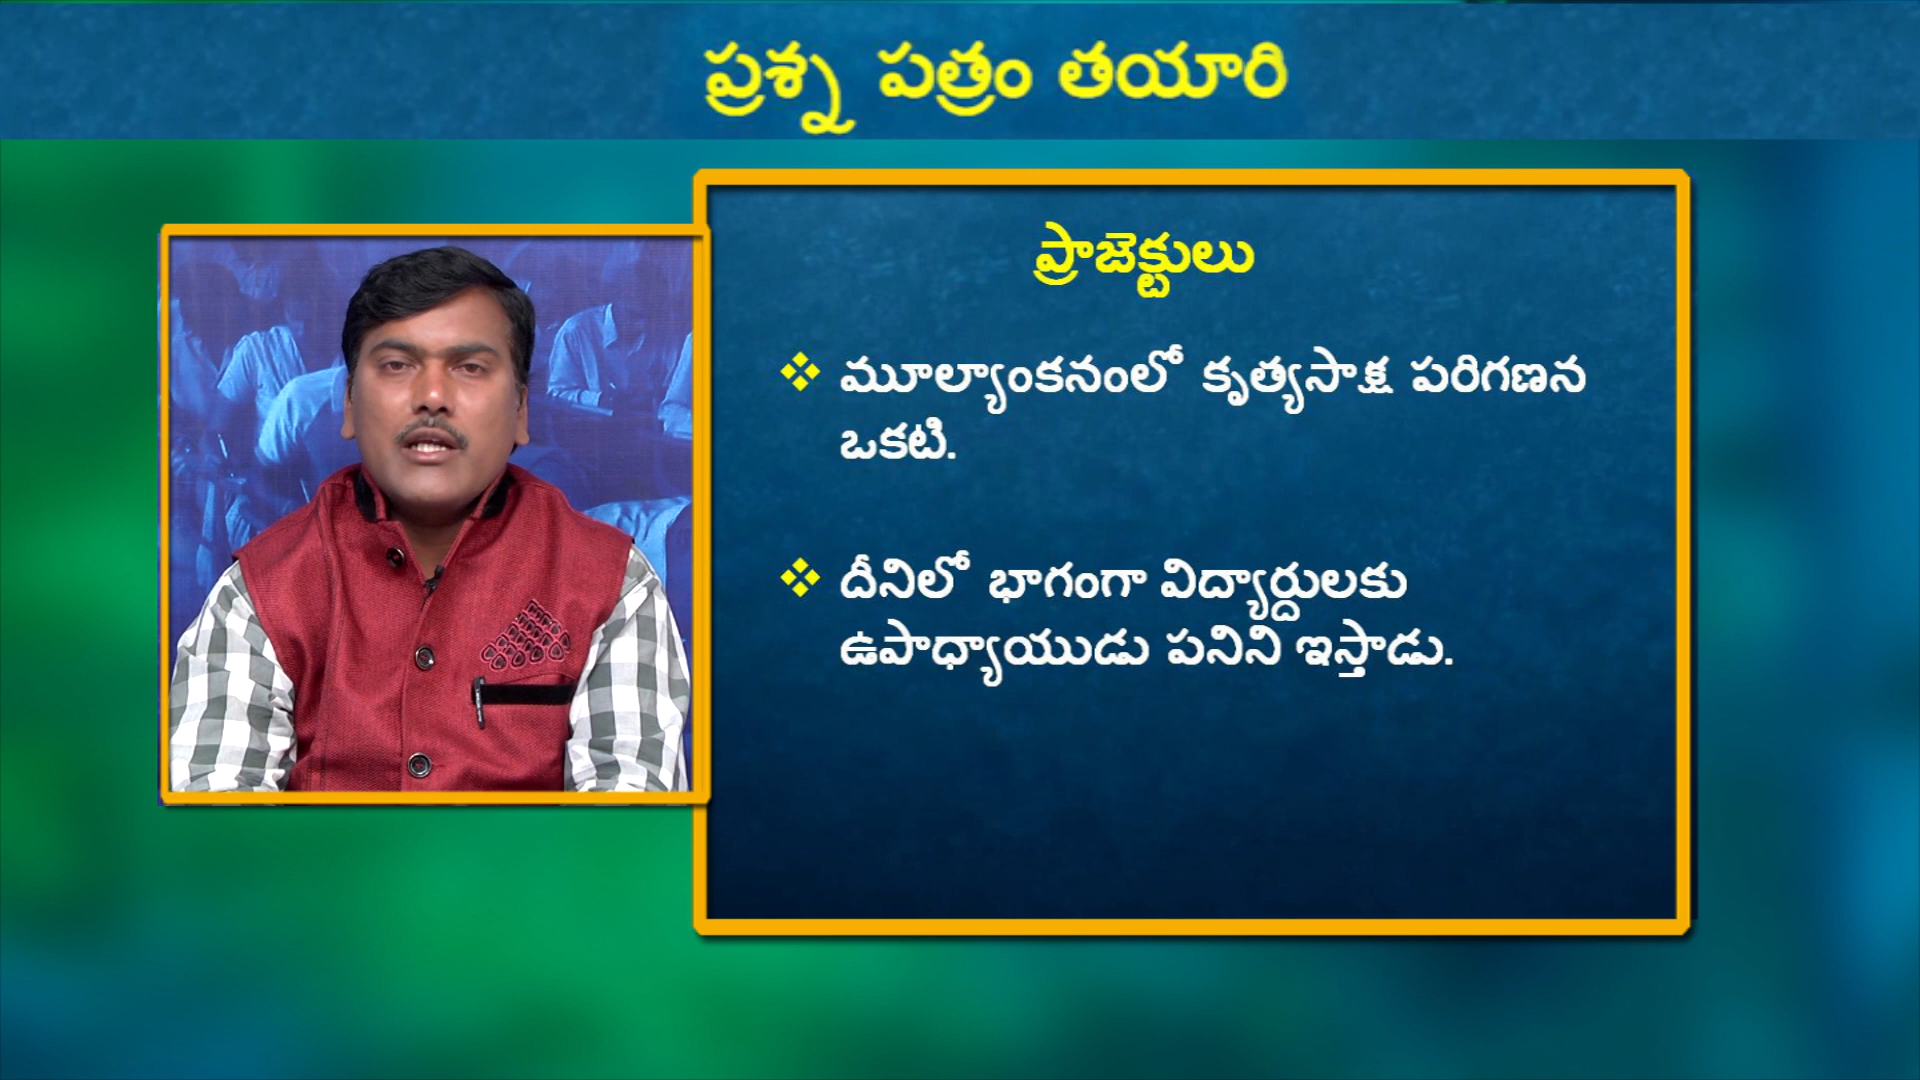 ప్రశ్న పత్రం తయారి
ప్రాజెక్టులు
మూల్యాంకనంలో కృత్యసాక్ష పరిగణన
ఒకటి.
దీనిలో భాగంగా విద్యార్దులకు
ఉపాధ్యాయుడు పనిని ఇస్తాడు.